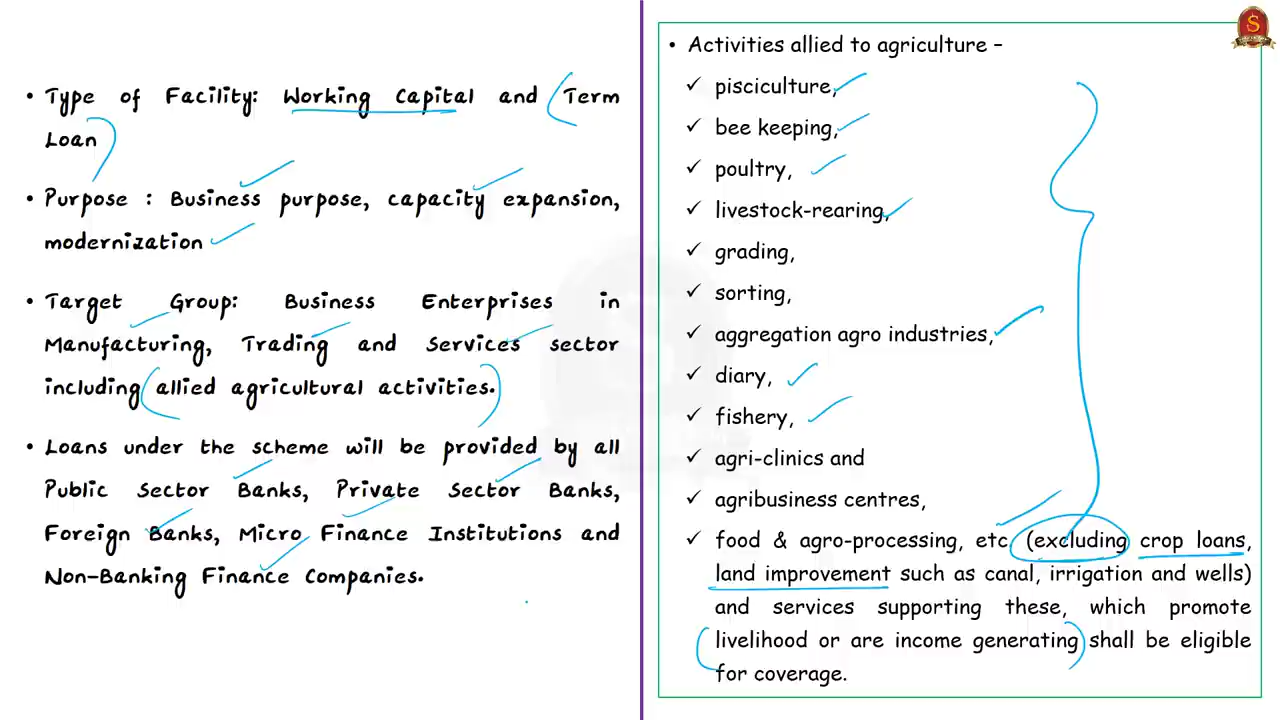 • Type of Facility: Working Capital and Term
Loan
• Purpose : Business purpose, capacity expansion,
modernization
• Target Group: Business Enterprises in
Manufacturing, Trading and Services sector
including allied agricultural activities.
• Loans under the scheme will be provided by all
Public Sector Banks, Private Sector Banks,
Foreign Banks, Micro Finance Institutions and
Non-Banking Finance Companies.
• Activities allied to agriculture –
✓ pisciculture,
✓ bee keeping,
✓ poultry,
✓ livestock-rearing,
✓ grading,
✓ sorting,
✓ aggregation agro industries,
✓ diary,
✓ fishery,
✓ agri-clinics and
✓ agribusiness centres,
✓ food & agro-processing, etc. (excluding crop loans,
land improvement such as canal, irrigation and wells)
and services supporting these, which promote
livelihood or are income generating shall be eligible
for coverage.